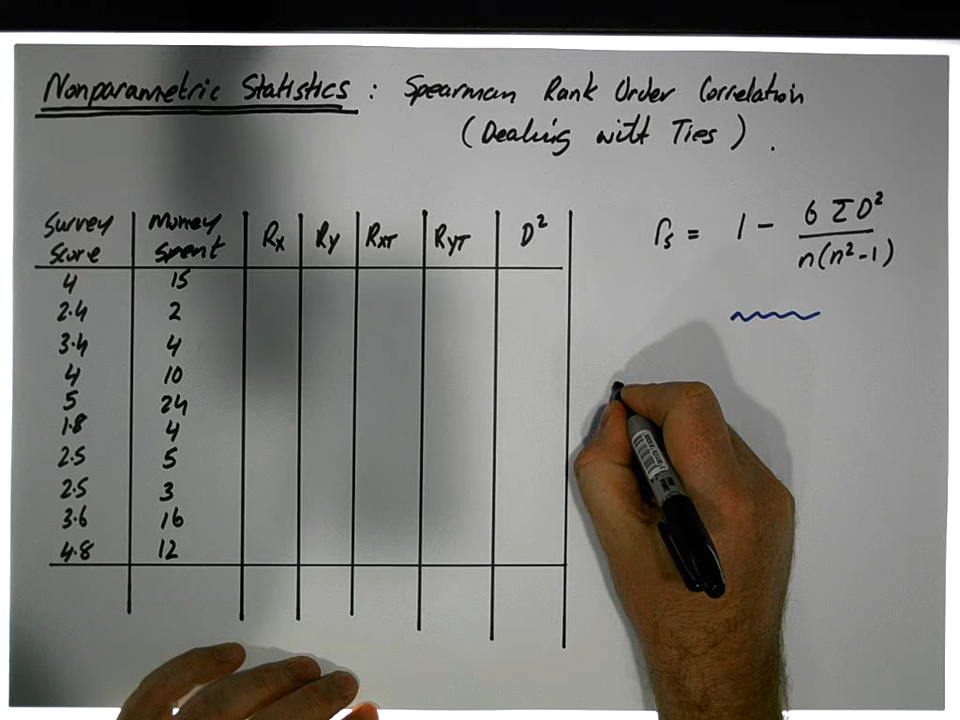 Nonparametric Statistics : Spearman Rank Order Correlation
(Dealing with Ties).
Survey Score | Money Spent | Rx | Ry | RXT | RYT | D²
rs = 1 - 6 ΣD² / n(n²-1)
4 15
2.4 2
3.4 4
4 10
5 24
1.8 4
2.5 5
2.5 3
3.6 16
4.8 12